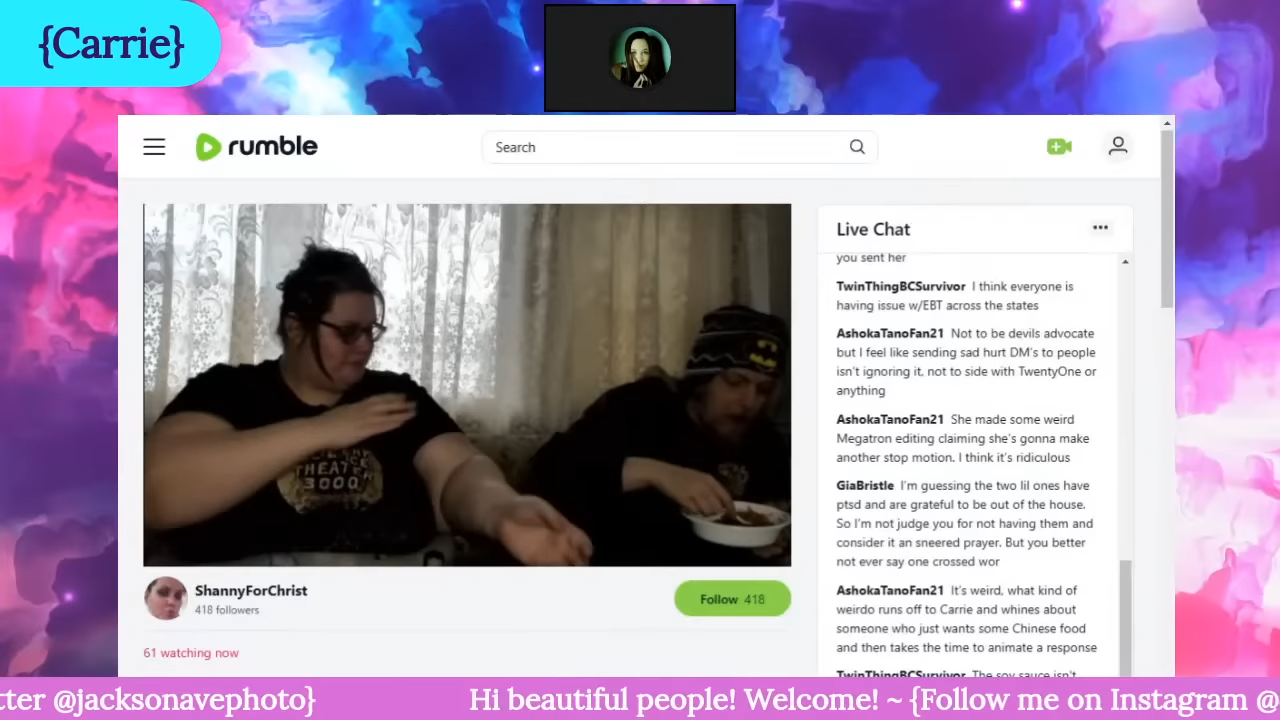 {Carrie}
rumble
Search
THEATER
3000
Live Chat
you sent her
TwinThingBCSurvivor I think everyone is
having issue w/EBT across the states
AshokaTanoFan21 Not to be devils advocate
but I feel like sending sad hurt DM's to people
isn't ignoring it, not to side with TwentyOne or
anything
AshokaTanoFan21 She made some weird
Megatron editing claiming she's gonna make
another stop motion. I think it's ridiculous
GiaBristle I'm guessing the two lil ones have
ptsd and are grateful to be out of the house.
So I'm not judge you for not having them and
consider it an sneered prayer. But you better
not ever say one crossed wor
AshokaTanoFan21 It's weird, what kind of
weirdo runs off to Carrie and whines about
someone who just wants some Chinese food
and then takes the time to animate a response
TwinThingBCSurvivor The soy sauce isn't
ShannyForChrist
418 followers
Follow 418
61 watching now
tter @jacksonavephoto} Hi beautiful people! Welcome! ~ {Follow me on Instagram @